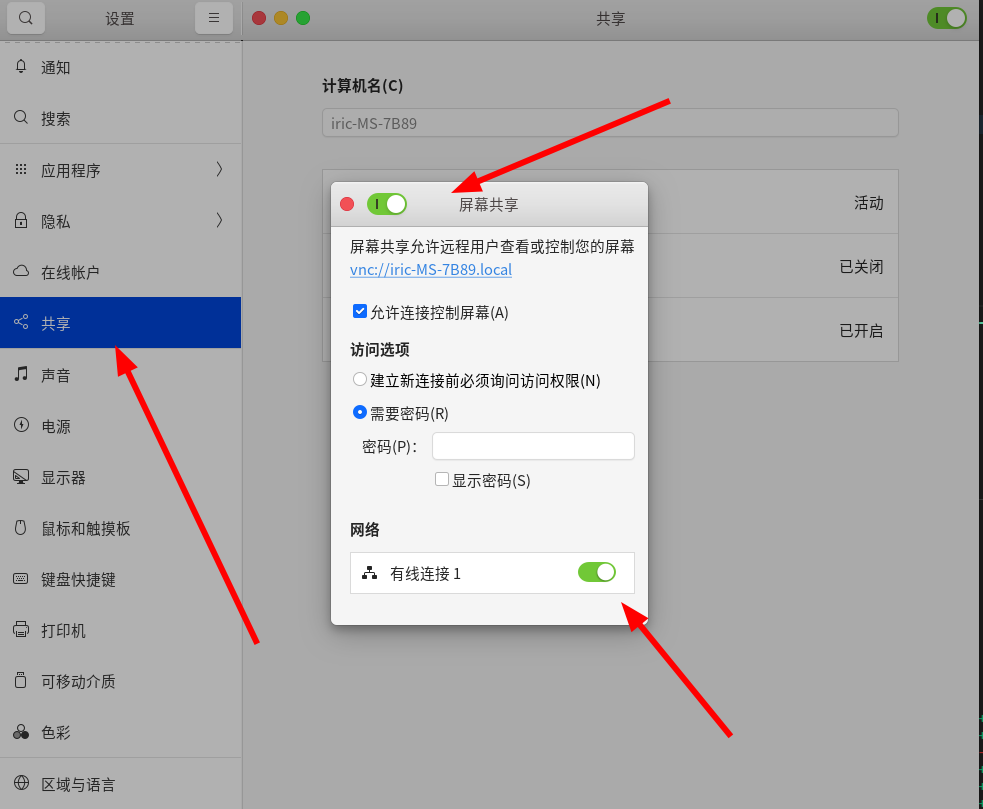 设置
共享
通知
搜索
应用程序
隐私
在线帐户
共享
声音
电源
显示器
鼠标和触摸板
键盘快捷键
打印机
可移动介质
色彩
区域与语言
计算机名(C)
iric-MS-7B89
活动
已关闭
已开启
屏幕共享
屏幕共享允许远程用户查看或控制您的屏幕
vnc://iric-MS-7B89.local
允许连接控制屏幕(A)
访问选项
建立新连接前必须询问访问权限(N)
需要密码(R)
密码(P)：
显示密码(S)
网络
有线连接 1